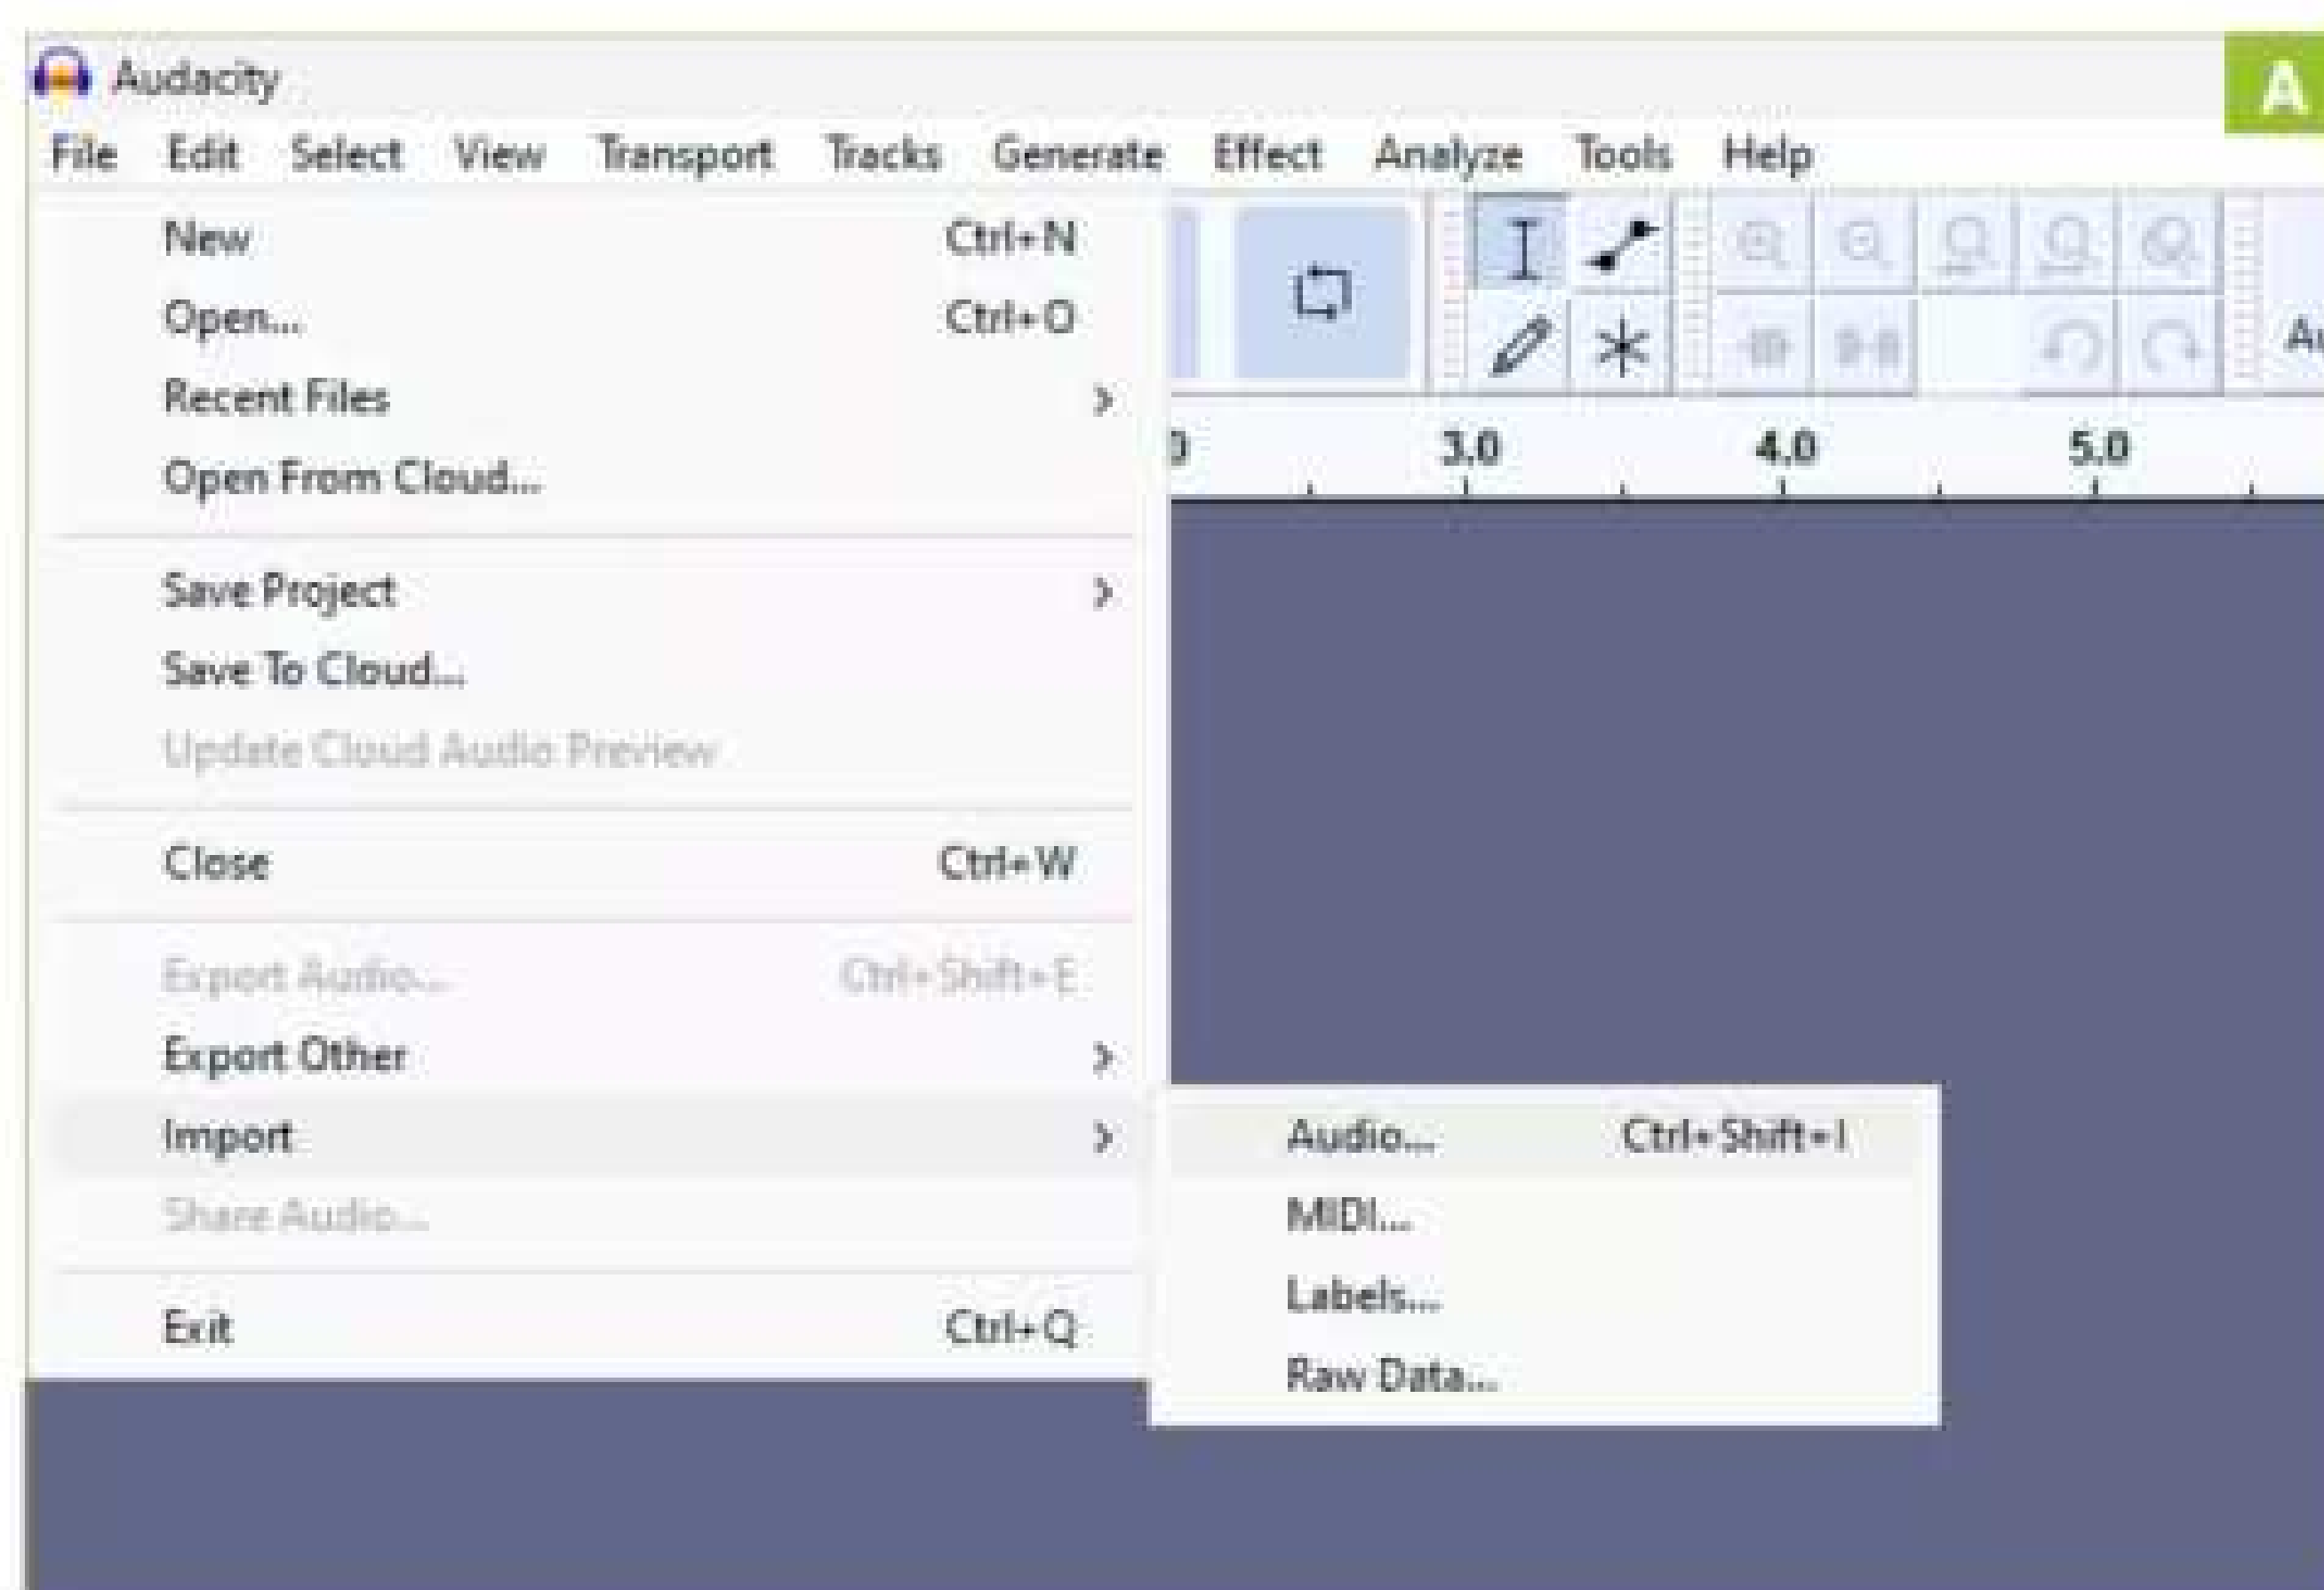 Audacity
A
File Edit Select View Transport Tracks Generate Effect Analyze Tools Help
New Ctrl+N
Open... Ctrl+O
Recent Files
Open From Cloud...
3.0 4.0 5.0
Save Project
Save To Cloud...
Update Cloud Audio Preview
Close Ctrl+W
Export Audio... Ctrl+Shift+E
Export Other
Import
Audio... Ctrl+Shift+I
Share Audio...
MIDI...
Labels...
Exit Ctrl+Q
Raw Data...